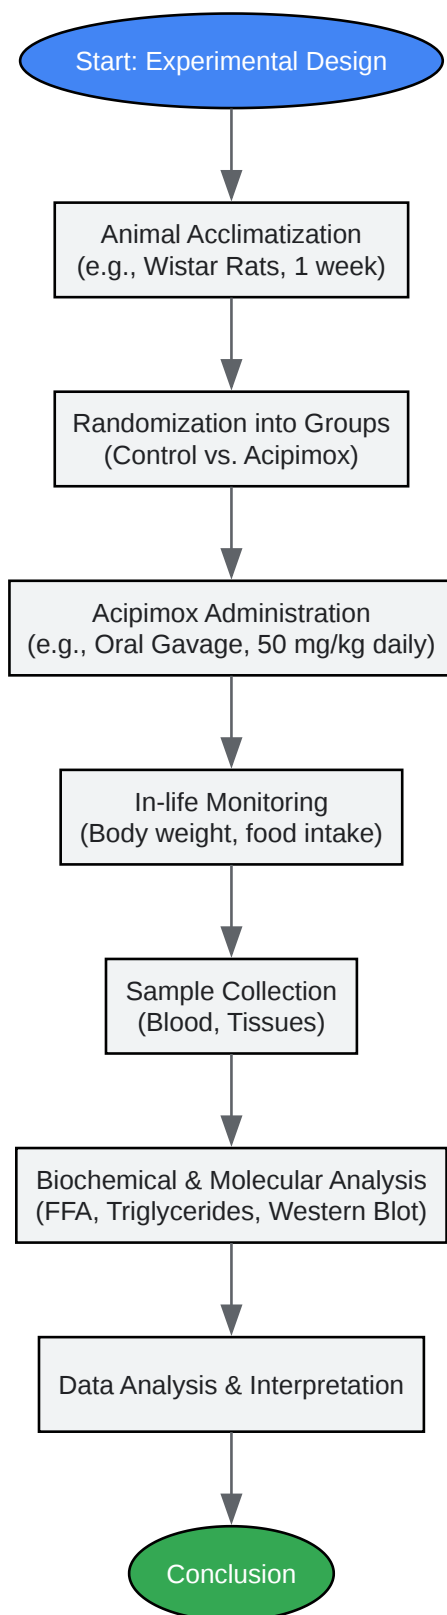 Start: Experimental Design
Animal Acclimatization
(e.g., Wistar Rats, 1 week)
Randomization into Groups
(Control vs. Acipimox)
Acipimox Administration
(e.g., Oral Gavage, 50 mg/kg daily)
In-life Monitoring
(Body weight, food intake)
Sample Collection
(Blood, Tissues)
Biochemical & Molecular Analysis
(FFA, Triglycerides, Western Blot)
Data Analysis & Interpretation
Conclusion